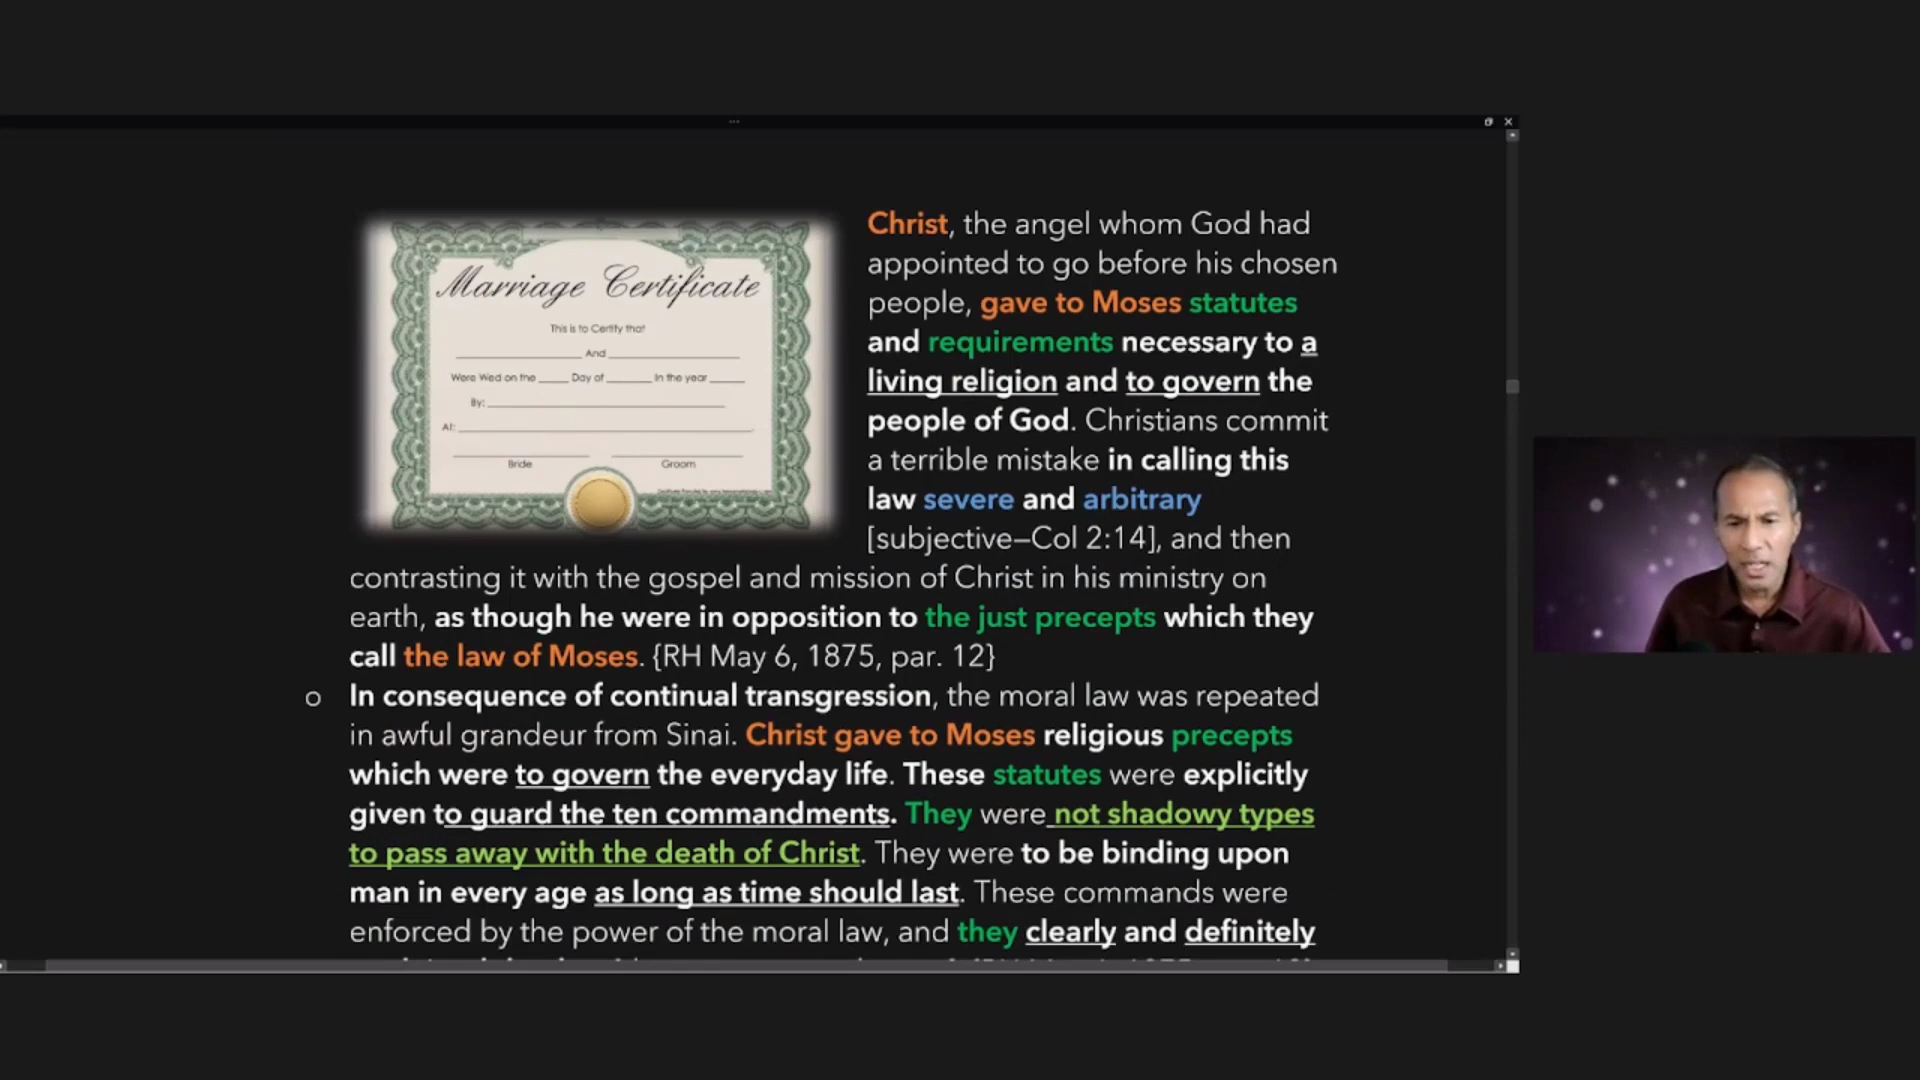 Marriage Certificate
This is to Certify that
And
Were Wed on the Day of In the year
By:
At:
Bride Groom
Christ, the angel whom God had
appointed to go before his chosen
people, gave to Moses statutes
and requirements necessary to a
living religion and to govern the
people of God. Christians commit
a terrible mistake in calling this
law severe and arbitrary
[subjective—Col 2:14], and then
contrasting it with the gospel and mission of Christ in his ministry on
earth, as though he were in opposition to the just precepts which they
call the law of Moses. {RH May 6, 1875, par. 12}
o In consequence of continual transgression, the moral law was repeated
in awful grandeur from Sinai. Christ gave to Moses religious precepts
which were to govern the everyday life. These statutes were explicitly
given to guard the ten commandments. They were not shadowy types
to pass away with the death of Christ. They were to be binding upon
man in every age as long as time should last. These commands were
enforced by the power of the moral law, and they clearly and definitely